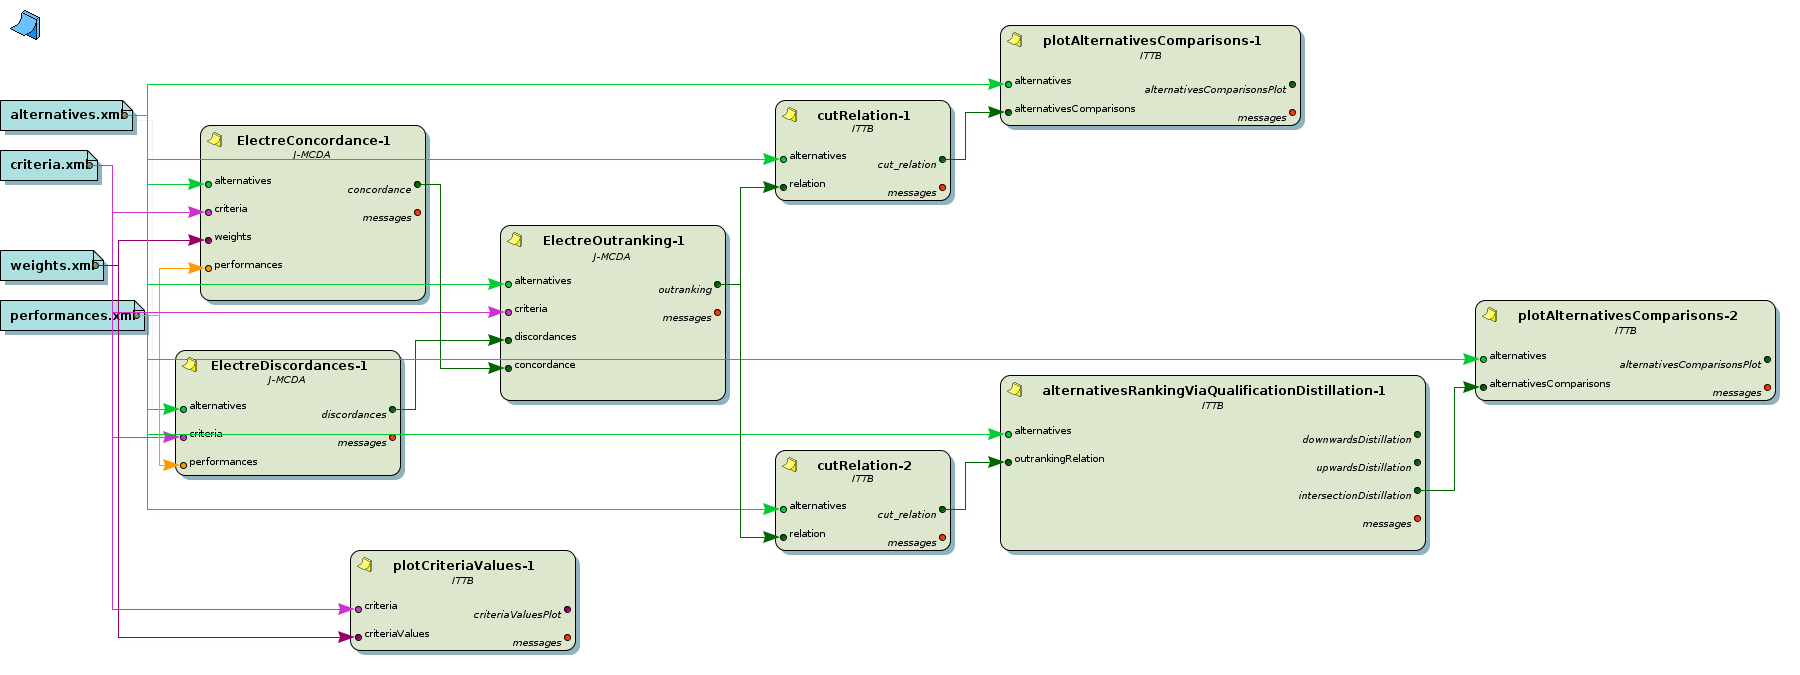 alternatives.xml
criteria.xml
weights.xml
performances.xml
ElectreConcordance-1
J-MCDA
alternatives
concordance
criteria
messages
weights
performances
ElectreDiscordances-1
J-MCDA
alternatives
discordances
criteria
messages
performances
ElectreOutranking-1
J-MCDA
alternatives
outranking
criteria
messages
discordances
concordance
plotCriteriaValues-1
ITTB
criteria
criteriaValuesPlot
criteriaValues
messages
cutRelation-1
ITTB
alternatives
cut_relation
relation
messages
cutRelation-2
ITTB
alternatives
cut_relation
relation
messages
plotAlternativesComparisons-1
ITTB
alternatives
alternativesComparisonsPlot
alternativesComparisons
messages
alternativesRankingViaQualificationDistillation-1
ITTB
alternatives
downwardsDistillation
outrankingRelation
upwardsDistillation
intersectionDistillation
messages
plotAlternativesComparisons-2
ITTB
alternatives
alternativesComparisonsPlot
alternativesComparisons
messages